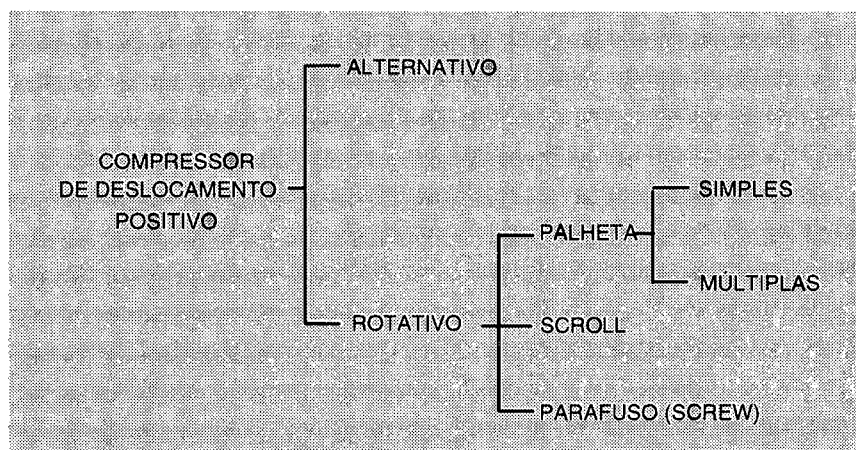 ALTERNATIVO
COMPRESSOR
DE DESLOCAMENTO
POSITIVO
SIMPLES
PALHETA
MÚLTIPLAS
ROTATIVO
SCROLL
PARAFUSO (SCREW)